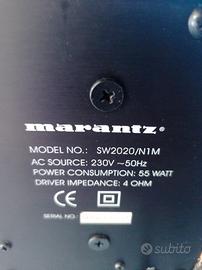 marantz®
MODEL NO.: SW2020/N1M
AC SOURCE: 230V ~50Hz
POWER CONSUMPTION: 55 WATT
DRIVER IMPEDANCE: 4 OHM
CE
SERIAL NO.:
subito